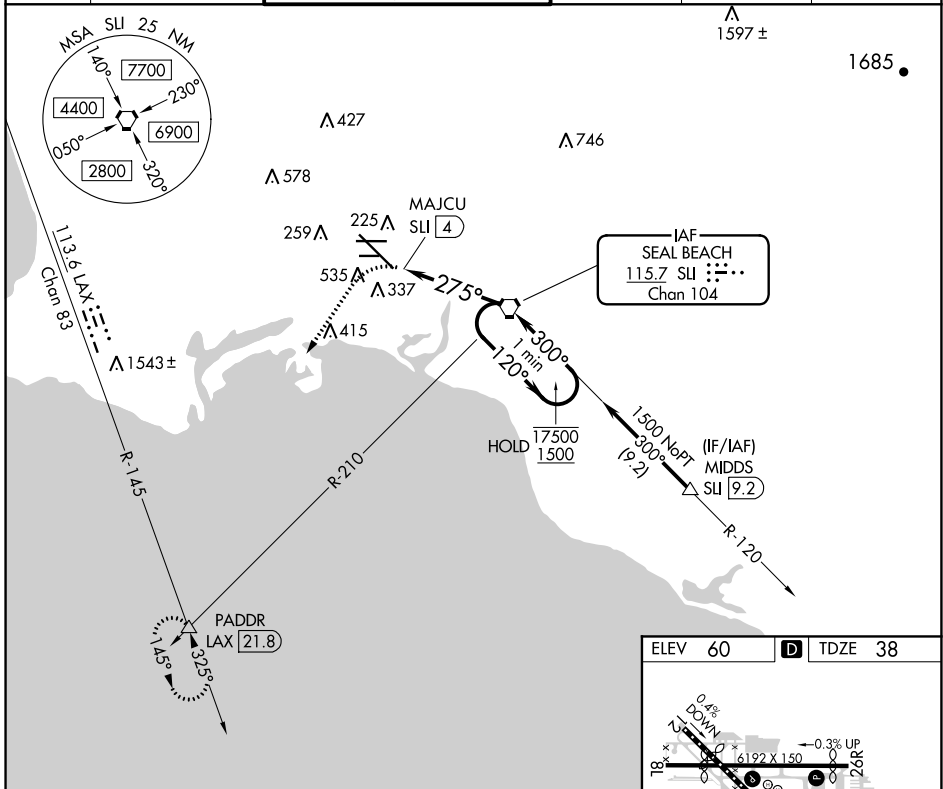 1597 ±
1685
MSA SLI 25 NM
140°
7700
230°
4400
6900
050°
2800
320°
427
746
578
MAJCU
SLI 4
225
259
IAF
SEAL BEACH
115.7 SLI
Chan 104
113.6 LAX
Chan 83
535
337
275°
415
300°
1 min
120°
1543 ±
HOLD 17500
1500
1500 NoPT
300°
(9.2)
(IF/IAF)
MIDDS
SLI 9.2
R-145
R-210
R-120
PADDR
LAX 21.8
145°
325°
ELEV 60 D TDZE 38
0.4%
DOWN
12
0.3% UP
6192 X 150
8L
26R
P
P